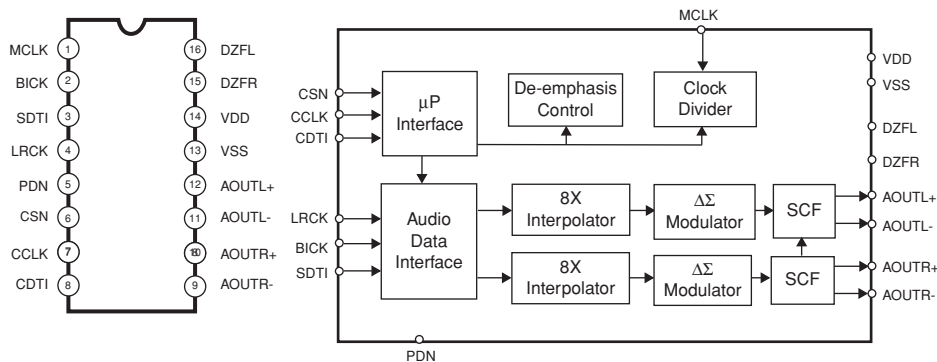 MCLK 1 16 DZFL
BICK 2 15 DZFR
SDTI 3 14 VDD
LRCK 4 13 VSS
PDN 5 12 AOUTL+
CSN 6 11 AOUTL-
CCLK 7 10 AOUTR+
CDTI 8 9 AOUTR-
MCLK
VDD
VSS
DZFL
DZFR
CSN
CCLK
CDTI
µP
Interface
De-emphasis
Control
Clock
Divider
LRCK
BICK
SDTI
Audio
Data
Interface
8X
Interpolator
ΔΣ
Modulator
SCF
AOUTL+
AOUTL-
8X
Interpolator
ΔΣ
Modulator
SCF
AOUTR+
AOUTR-
PDN